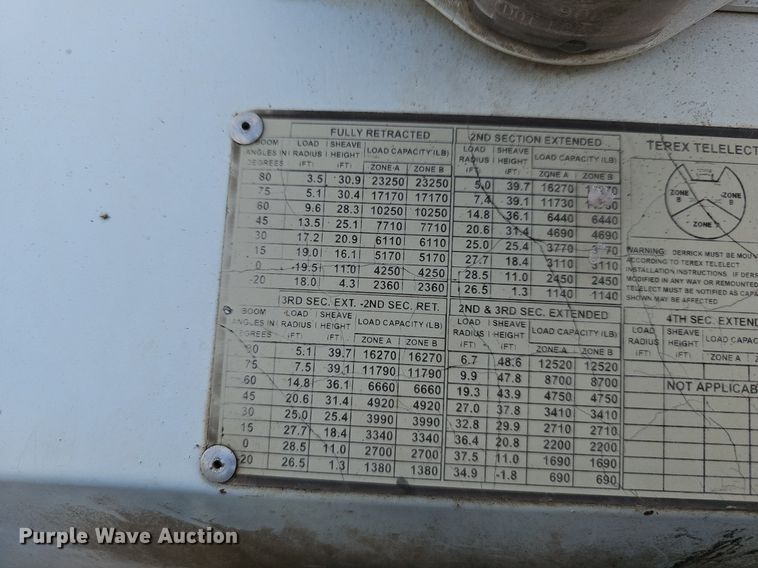 FULLY RETRACTED
BOOM ANGLES IN DEGREES | LOAD RADIUS (FT) | SHEAVE HEIGHT (FT) | LOAD CAPACITY (LB) ZONE A | ZONE B
80 3.5 30.9 23250 23250
75 5.1 30.4 17170 17170
60 9.6 28.3 10250 10250
45 13.5 25.1 7710 7710
30 17.2 20.9 6110 6110
15 19.0 16.1 5170 5170
0 19.5 11.0 4250 4250
-20 18.0 4.3 2360 2360
2ND SECTION EXTENDED
LOAD RADIUS (FT) | SHEAVE HEIGHT (FT) | LOAD CAPACITY (LB) ZONE A | ZONE B
5.0 39.7 16270
7.4 39.1 11730
14.8 36.1 6440 6440
20.6 31.4 4690 4690
25.0 25.4 3770
27.7 18.4 3110 3110
28.5 11.0 2450 2450
26.5 1.3 1140 1140
3RD SEC. EXT. -2ND SEC. RET.
BOOM ANGLES IN DEGREES | LOAD RADIUS (FT) | SHEAVE HEIGHT (FT) | LOAD CAPACITY (LB) ZONE A | ZONE B
80 5.1 39.7 16270 16270
75 7.5 39.1 11790 11790
60 14.8 36.1 6660 6660
45 20.6 31.4 4920 4920
30 25.0 25.4 3990 3990
15 27.7 18.4 3340 3340
0 28.5 11.0 2700 2700
-20 26.5 1.3 1380 1380
2ND & 3RD SEC. EXTENDED
LOAD RADIUS (FT) | SHEAVE HEIGHT (FT) | LOAD CAPACITY (LB) ZONE A | ZONE B
6.7 48.6 12520 12520
9.9 47.8 8700 8700
19.3 43.9 4750 4750
27.0 37.8 3410 3410
32.8 29.9 2710 2710
36.4 20.8 2200 2200
37.5 11.0 1690 1690
34.9 -1.8 690 690
TEREX TELELECT
ZONE B
ZONE B
ZONE
WARNING: DERRICK MUST BE MOUN
ACCORDING TO TEREX TELELECT
INSTALLATION INSTRUCTIONS. IF DERR
MODIFIED IN ANY WAY OR REMOUNTED
TELELECT MUST BE NOTIFIED AS CAPA
SHOWN MAY BE AFFECTED
4TH SEC. EXTEND
LOAD RADIUS (FT) | SHEAVE HEIGHT (FT) | LOAD CAPA ZONE A
NOT APPLICAB
Purple Wave Auction